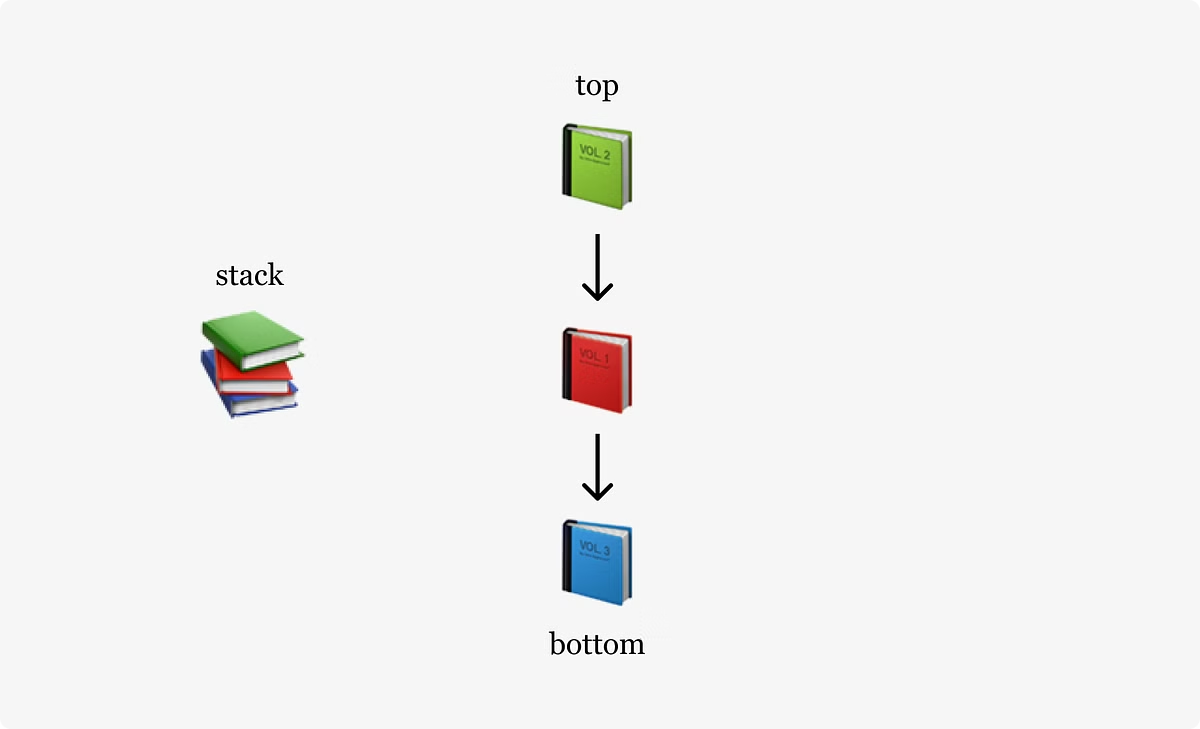 top
VOL. 2
stack
VOL. 1
VOL. 3
bottom